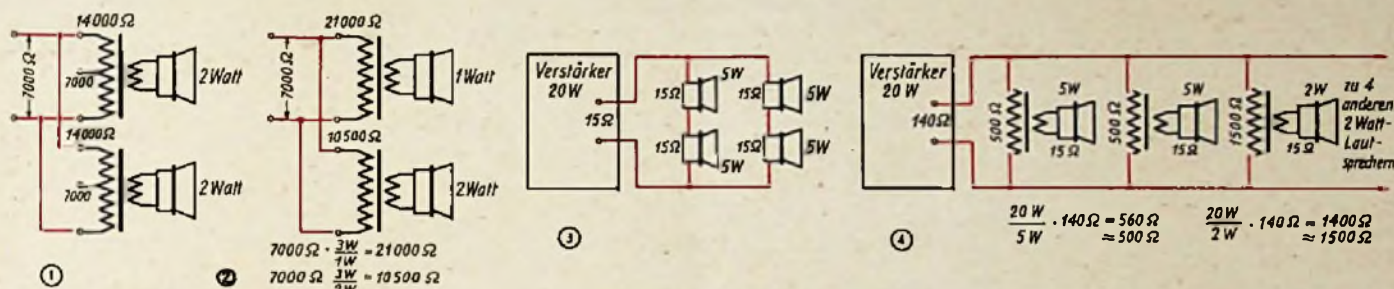 14000 Ω
7000 Ω
7000
2 Watt
14000 Ω
7000
2 Watt
①
21000 Ω
7000 Ω
1 Watt
10500 Ω
2 Watt
7000 Ω · 3W/1W = 21000 Ω
7000 Ω 3W/2W = 10500 Ω
②
Verstärker
20 W
15 Ω
5W
15 Ω
15 Ω
5W
15 Ω
5W
15 Ω
5W
③
Verstärker
20 W
140 Ω
500 Ω
5W
15 Ω
500 Ω
5W
15 Ω
1500 Ω
2W
15 Ω
zu 4
anderen
2 Watt-
Laut-
sprechern
20 W/5 W · 140 Ω = 560 Ω
≈ 500 Ω
20 W/2 W · 140 Ω = 1400 Ω
≈ 1500 Ω
④